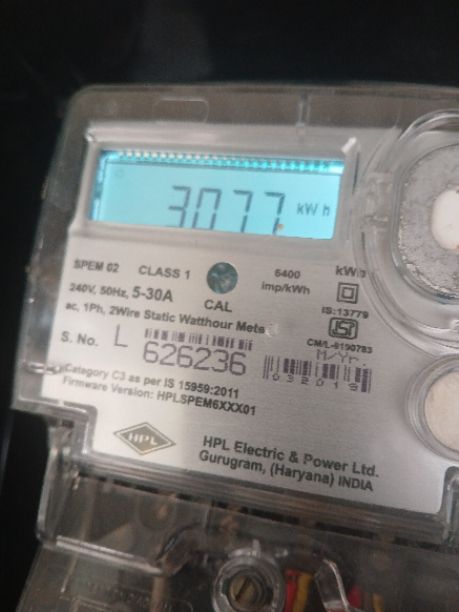 3077 kWh
SPEM 02 CLASS 1 6400 imp/kWh
240V, 50Hz, 5-30A CAL IS:13779
ac, 1Ph, 2Wire Static Watthour Mete
CM/L-8190783
S. No. L 626236 M/Yr.
032019
Category C3 as per IS 15959:2011
Firmware Version: HPLSPEM6XXX01
HPL
HPL Electric & Power Ltd.
Gurugram, (Haryana) INDIA